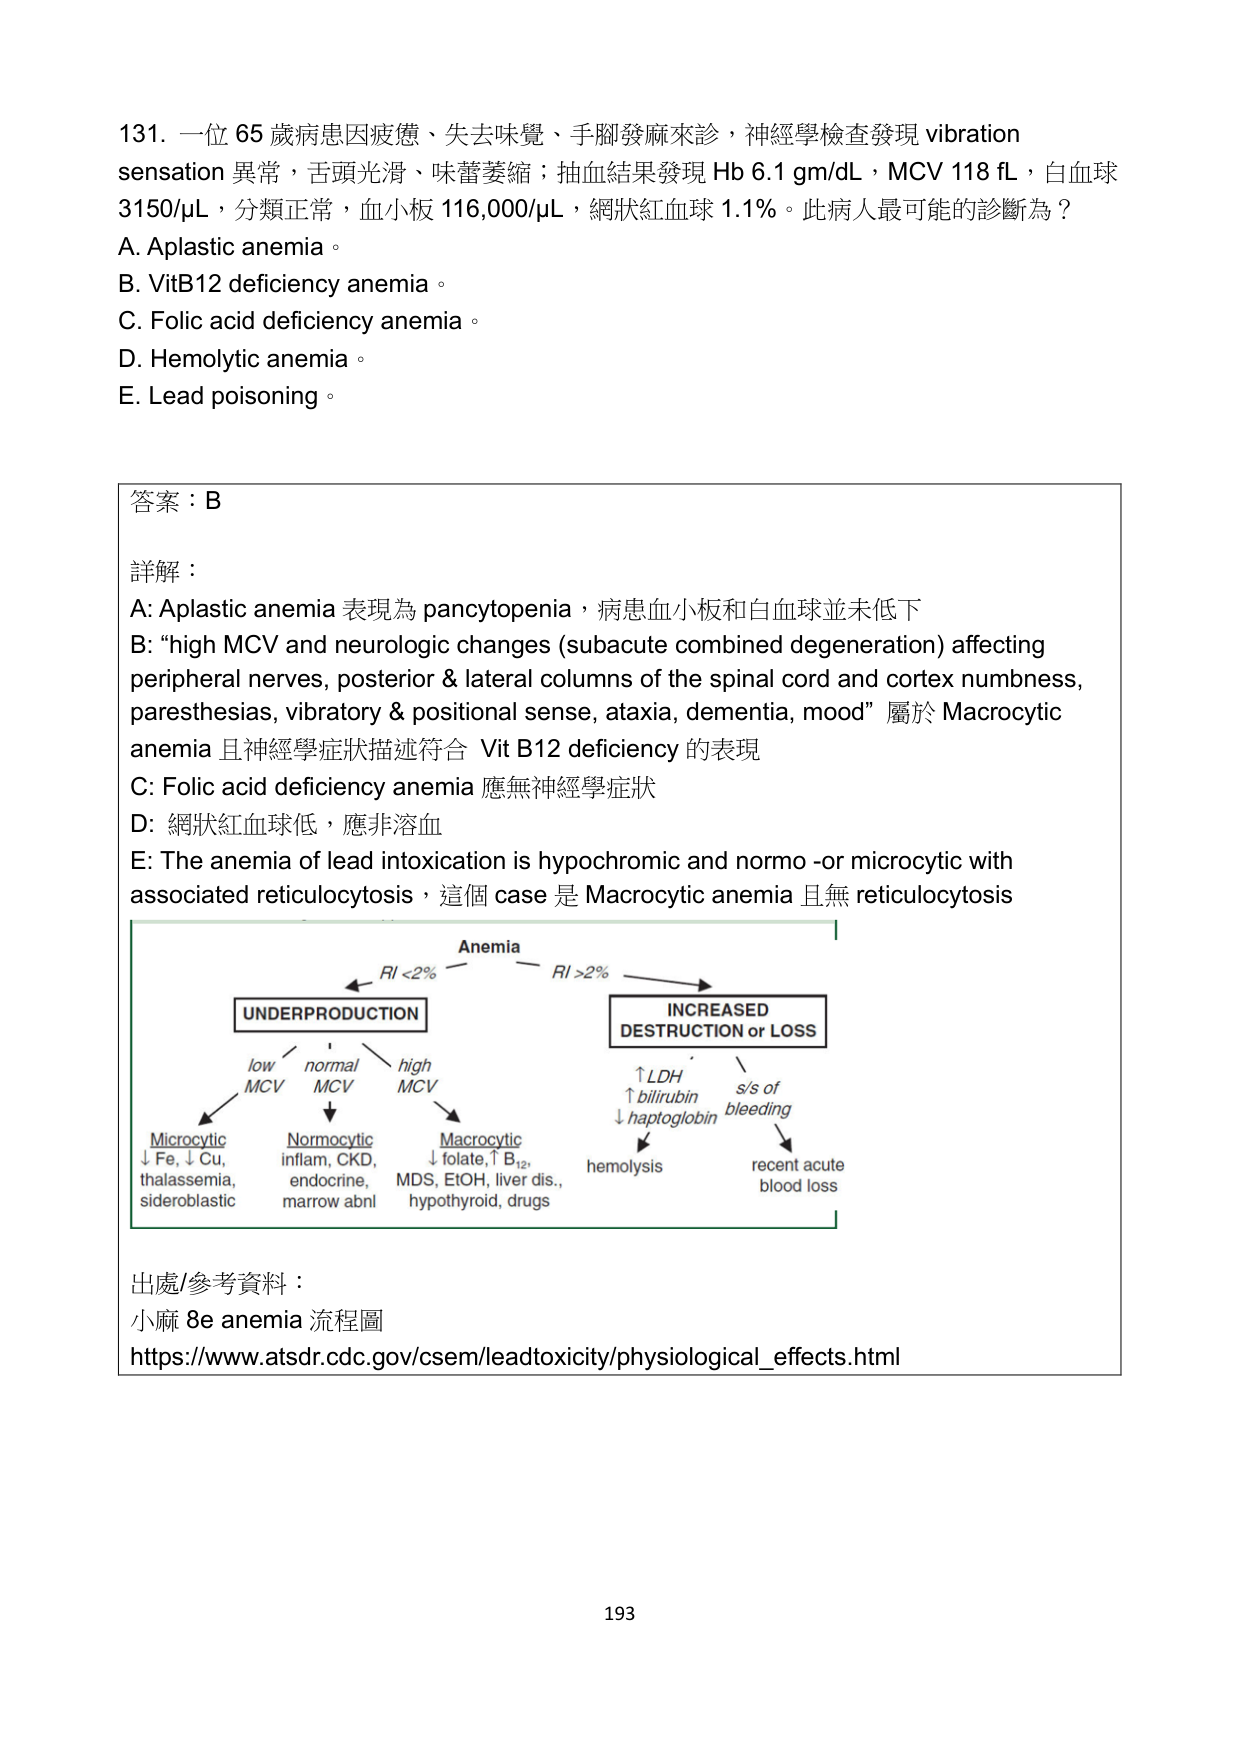 131. 一位 65 歲病患因疲憊、失去味覺、手腳發麻來診，神經學檢查發現 vibration
sensation 異常，舌頭光滑、味蕾萎縮；抽血結果發現 Hb 6.1 gm/dL，MCV 118 fL，白血球
3150/μL，分類正常，血小板 116,000/μL，網狀紅血球 1.1%。此病人最可能的診斷為？
A. Aplastic anemia。
B. VitB12 deficiency anemia。
C. Folic acid deficiency anemia。
D. Hemolytic anemia。
E. Lead poisoning。
答案：B
詳解：
A: Aplastic anemia 表現為 pancytopenia，病患血小板和白血球並未低下
B: “high MCV and neurologic changes (subacute combined degeneration) affecting
peripheral nerves, posterior & lateral columns of the spinal cord and cortex numbness,
paresthesias, vibratory & positional sense, ataxia, dementia, mood” 屬於 Macrocytic
anemia 且神經學症狀描述符合 Vit B12 deficiency 的表現
C: Folic acid deficiency anemia 應無神經學症狀
D: 網狀紅血球低，應非溶血
E: The anemia of lead intoxication is hypochromic and normo -or microcytic with
associated reticulocytosis，這個 case 是 Macrocytic anemia 且無 reticulocytosis
Anemia
RI <2% RI >2%
UNDERPRODUCTION
INCREASED
DESTRUCTION or LOSS
low normal high
MCV MCV MCV
↑LDH
↑bilirubin
↓haptoglobin
s/s of
bleeding
Microcytic
↓Fe, ↓Cu,
thalassemia,
sideroblastic
Normocytic
inflam, CKD,
endocrine,
marrow abnl
Macrocytic
↓folate,↑B12,
MDS, EtOH, liver dis.,
hypothyroid, drugs
hemolysis
recent acute
blood loss
出處/參考資料：
小麻 8e anemia 流程圖
https://www.atsdr.cdc.gov/csem/leadtoxicity/physiological_effects.html
193